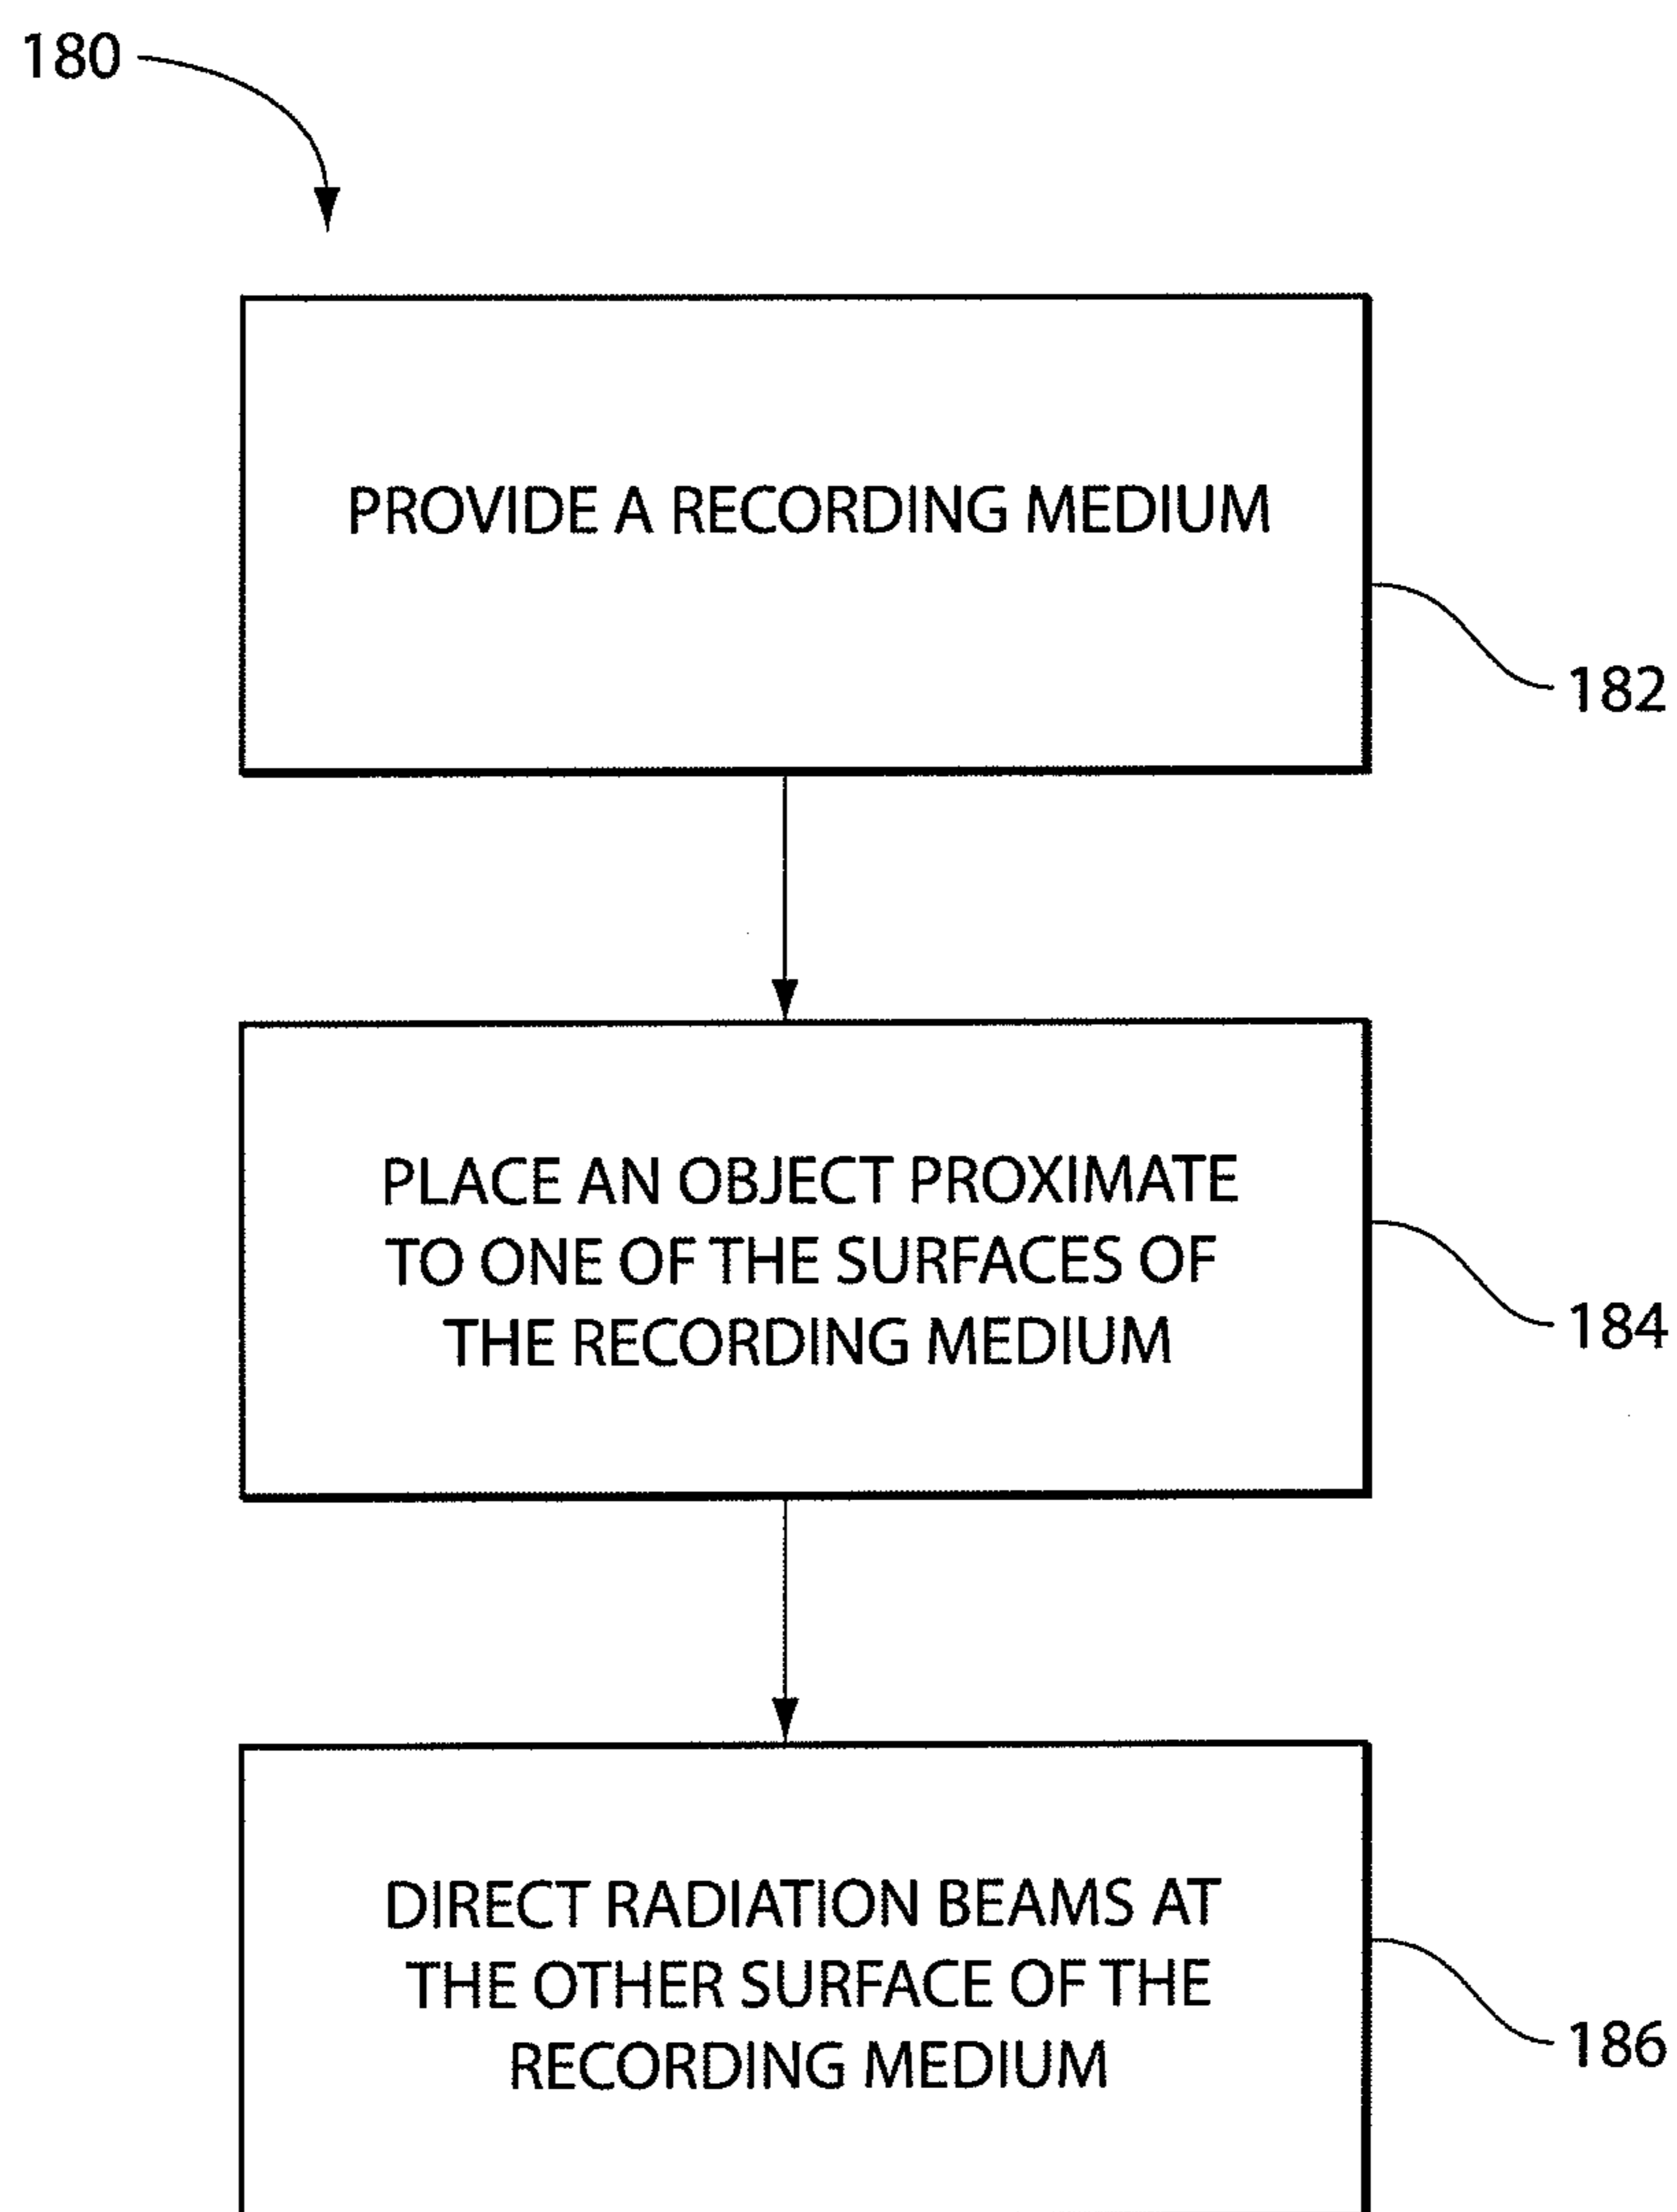 180
PROVIDE A RECORDING MEDIUM
182
PLACE AN OBJECT PROXIMATE
TO ONE OF THE SURFACES OF
THE RECORDING MEDIUM
184
DIRECT RADIATION BEAMS AT
THE OTHER SURFACE OF THE
RECORDING MEDIUM
186